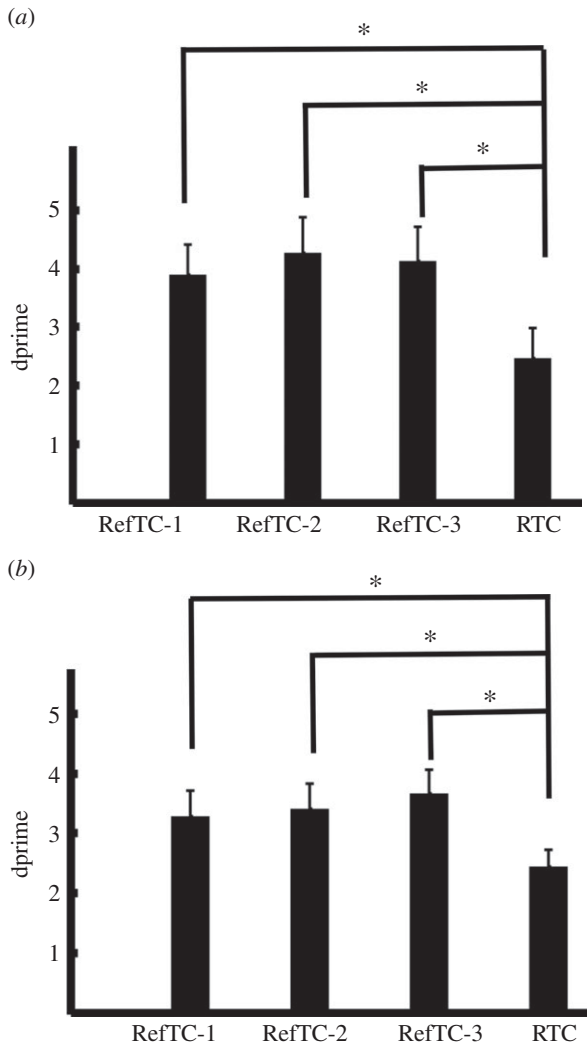 (a)
*
*
*
5
4
3
2
1
dprime
RefTC-1 RefTC-2 RefTC-3 RTC
(b)
*
*
*
5
4
3
2
1
dprime
RefTC-1 RefTC-2 RefTC-3 RTC